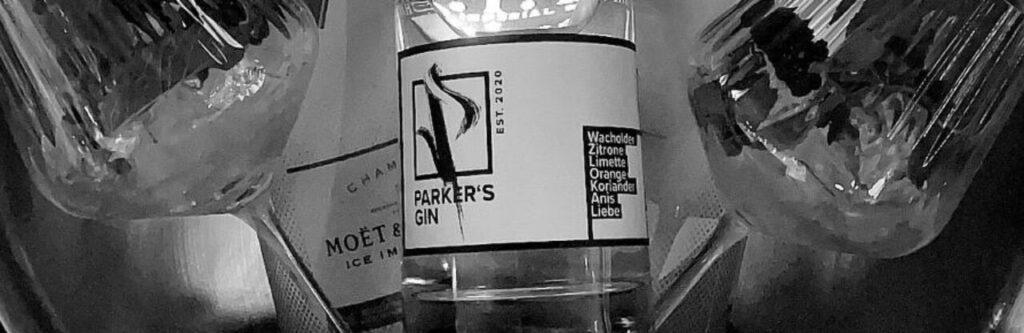 EST. 2020
PARKER'S
GIN
Wacholder
Zitrone
Limette
Orange
Koriander
Anis
Liebe
CHAM
MOËT &
ICE IM